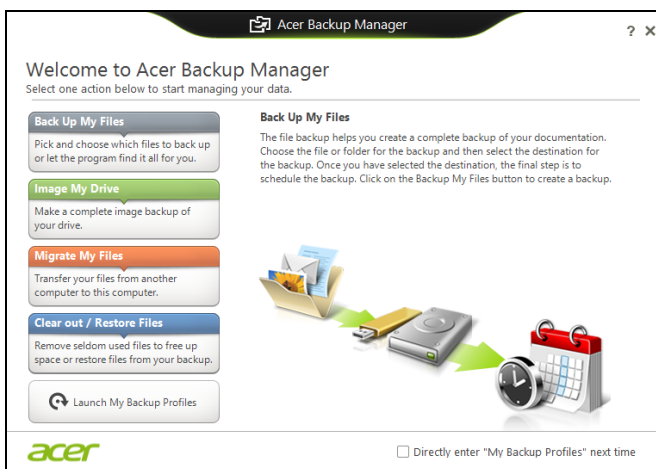 Acer Backup Manager
? X
Welcome to Acer Backup Manager
Select one action below to start managing your data.
Back Up My Files
Pick and choose which files to back up
or let the program find it all for you.
Image My Drive
Make a complete image backup of
your drive.
Migrate My Files
Transfer your files from another
computer to this computer.
Clear out / Restore Files
Remove seldom used files to free up
space or restore files from your backup.
Launch My Backup Profiles
Back Up My Files
The file backup helps you create a complete backup of your documentation.
Choose the file or folder for the backup and then select the destination for
the backup. Once you have selected the destination, the final step is to
schedule the backup. Click on the Backup My Files button to create a backup.
acer
Directly enter "My Backup Profiles" next time